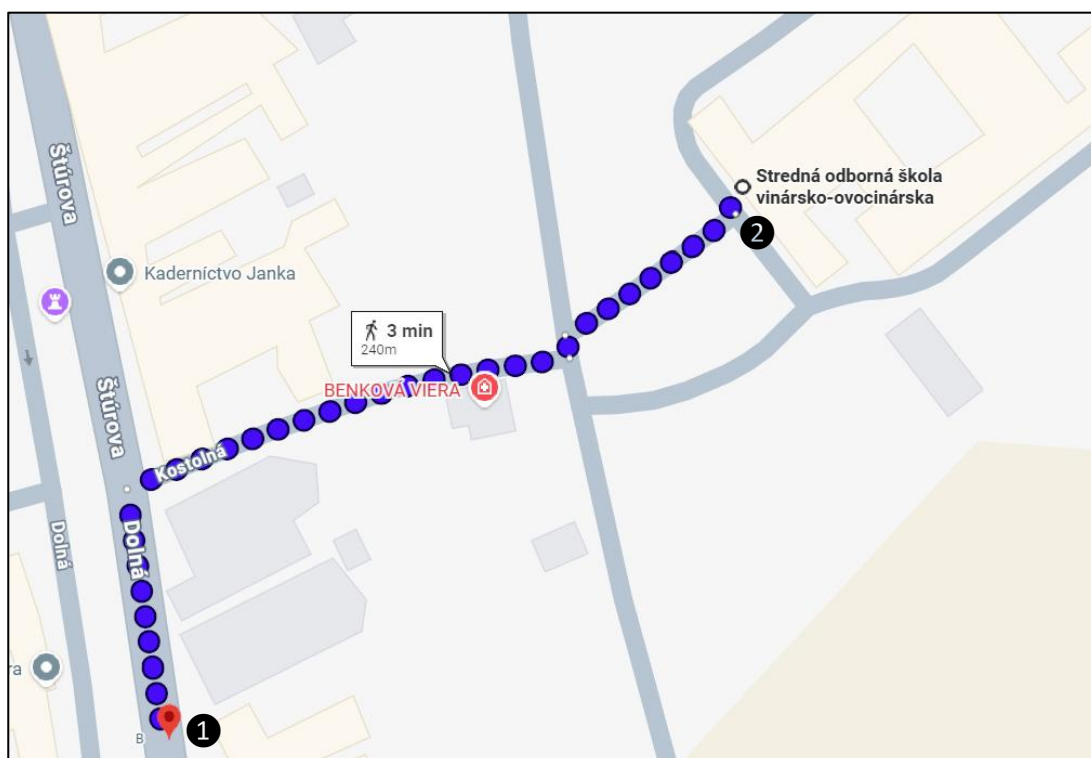 Štúrova
Stredná odborná škola
vinársko-ovocinárska
2
Kaderníctvo Janka
3 min
240m
Štúrova
BENKOVÁ VIERA
Kostolná
Dolná
Dolná
ra
B
1